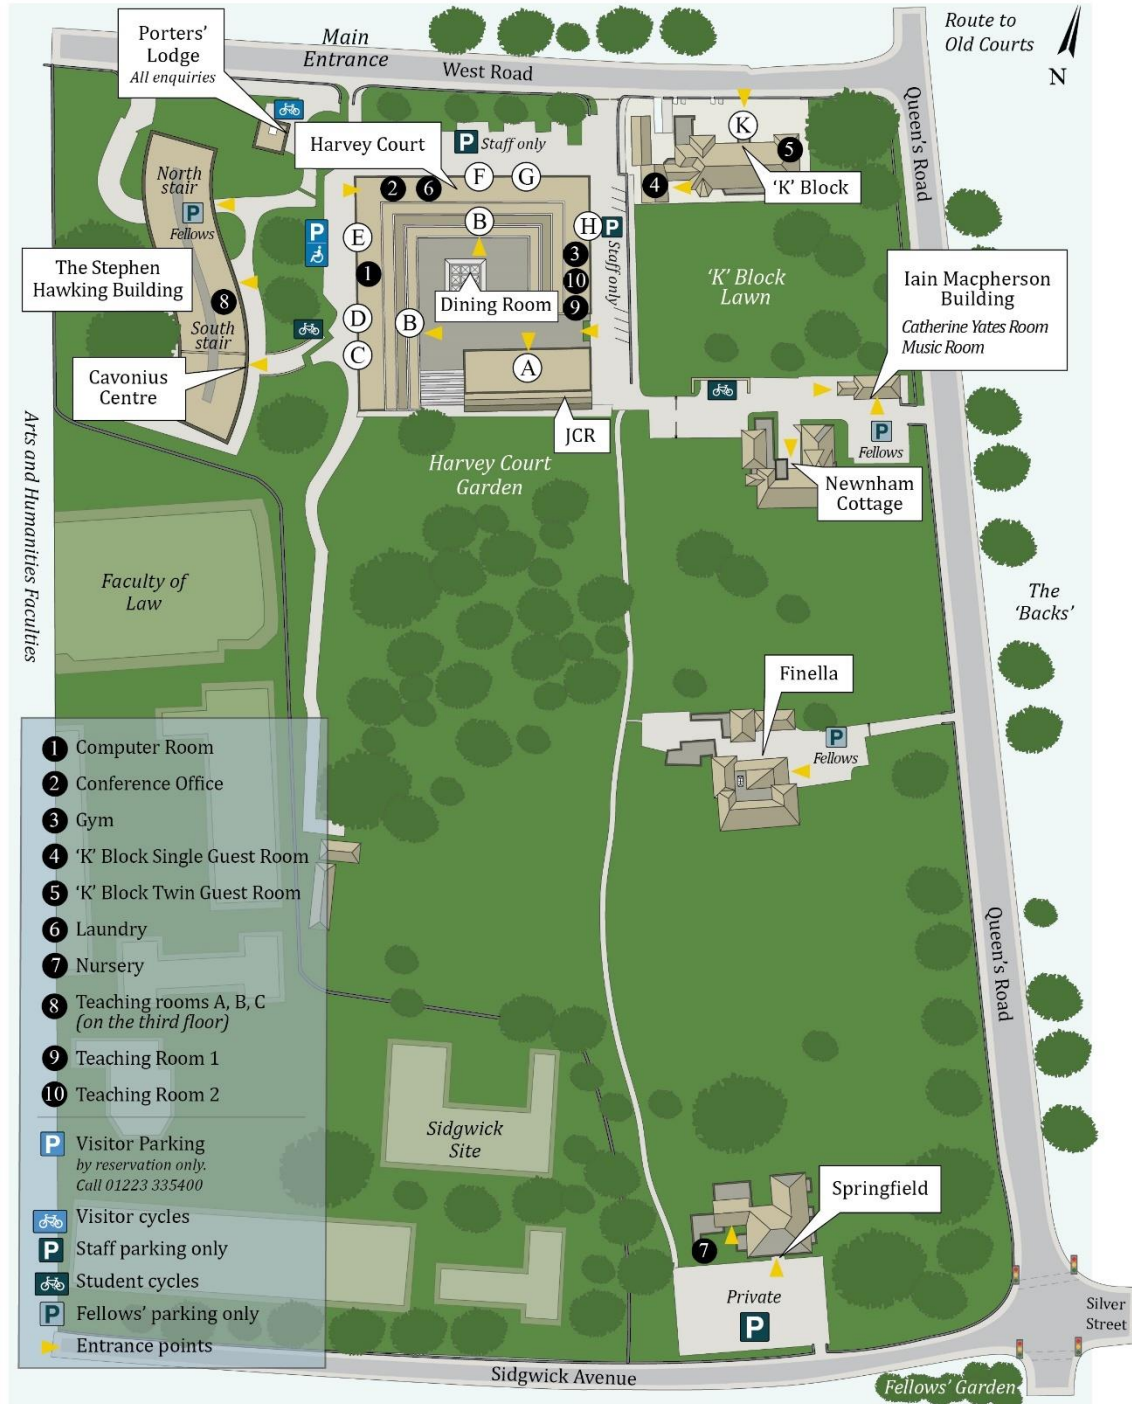 Porters'
Lodge
All enquiries
Main
Entrance
West Road
Route to
Old Courts
N
Harvey Court
P
Staff only
K
5
4
'K' Block
Queen's Road
North
stair
P
Fellows
The Stephen
Hawking Building
8
South
stair
Cavonius
Centre
P
2
6
F
G
B
E
1
H
P
Staff only
3
10
9
Dining Room
D
B
C
A
JCR
'K' Block
Lawn
Iain Macpherson
Building
Catherine Yates Room
Music Room
P
Fellows
Newnham
Cottage
Harvey Court
Garden
Arts and Humanities Faculties
Faculty of
Law
The
'Backs'
Finella
P
Fellows
Queen's Road
1 Computer Room
2 Conference Office
3 Gym
4 'K' Block Single Guest Room
5 'K' Block Twin Guest Room
6 Laundry
7 Nursery
8 Teaching rooms A, B, C
(on the third floor)
9 Teaching Room 1
10 Teaching Room 2
P Visitor Parking
by reservation only.
Call 01223 335400
Visitor cycles
P Staff parking only
Student cycles
P Fellows' parking only
Entrance points
Sidgwick
Site
Springfield
7
Private
P
Silver
Street
Sidgwick Avenue
Fellows' Garden